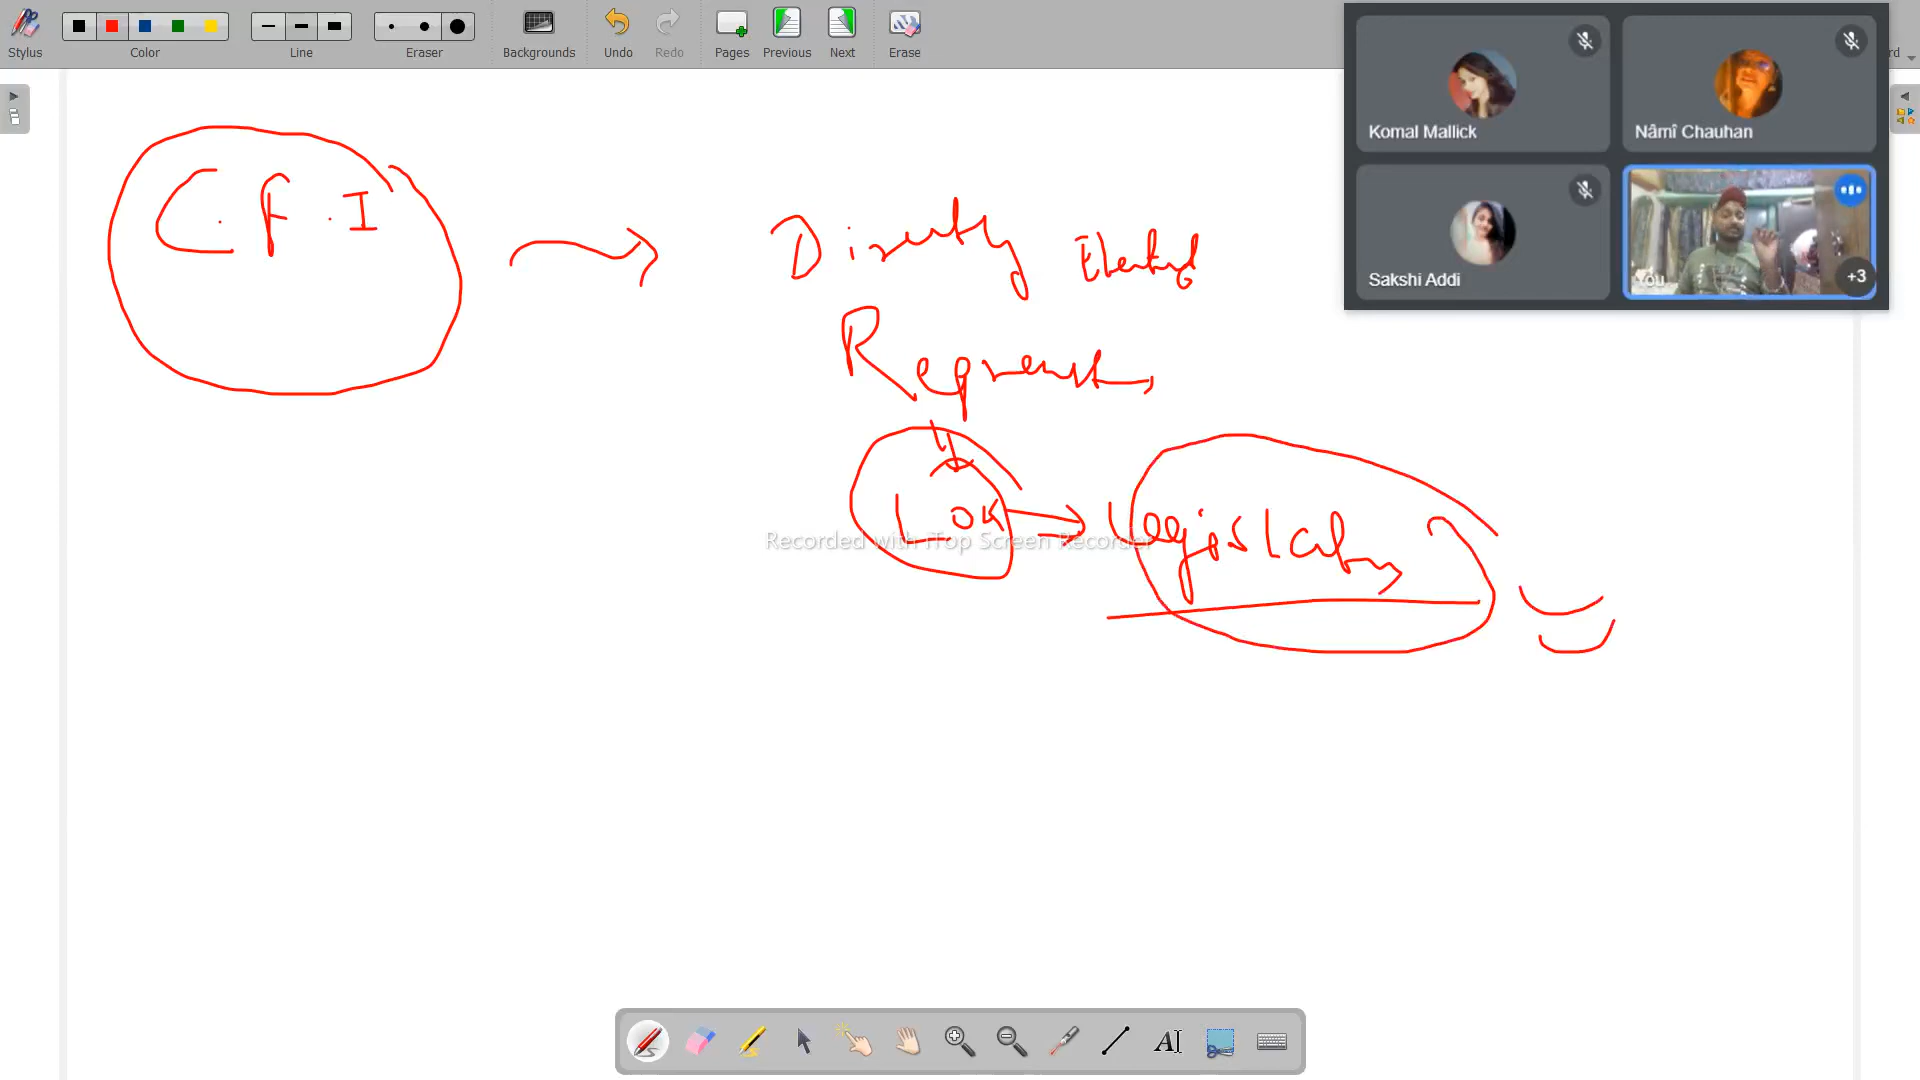 Stylus Color Line Eraser Backgrounds Undo Redo Pages Previous Next Erase
Komal Mallick
Nâmî Chauhan
Sakshi Addi
You
+3
C.F.I
Directly Elected
Represent
Lok
Legislatu
Recorded with iTop Screen Recorder